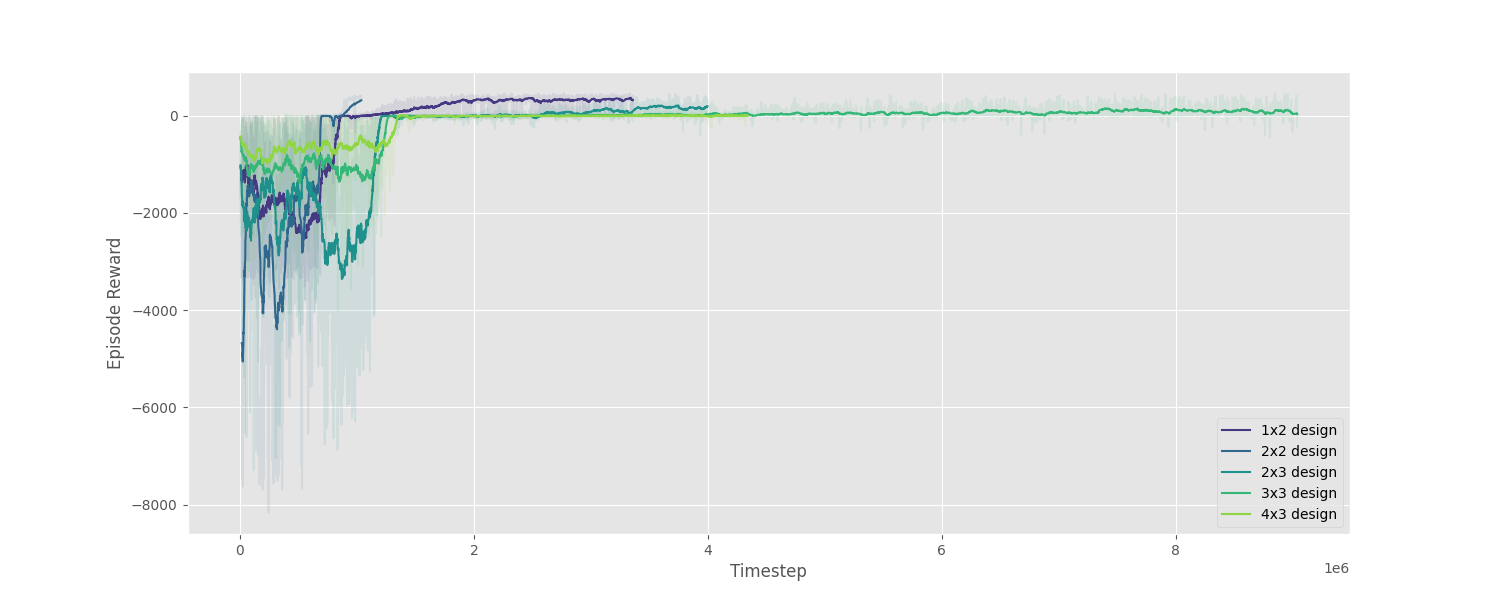 Episode Reward
0
−2000
−4000
−6000
−8000
0
2
4
6
8
1e6
Timestep
1x2 design
2x2 design
2x3 design
3x3 design
4x3 design